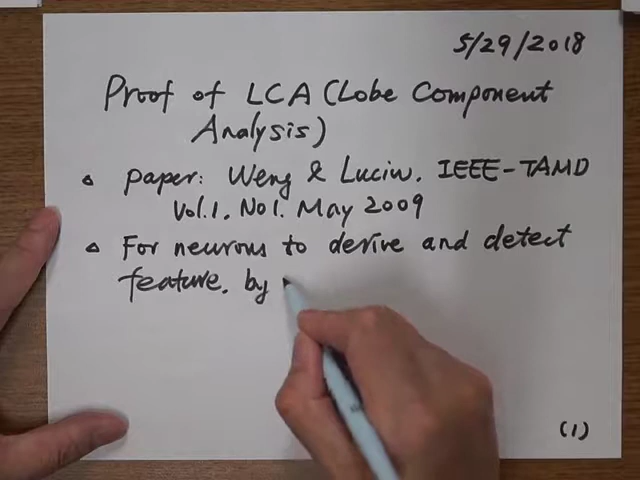 5/29/2018
Proof of LCA (Lobe Component
Analysis)
paper: Weng & Luciw. IEEE-TAMD
Vol.1. No1. May 2009
For neurons to derive and detect
feature. by
(1)